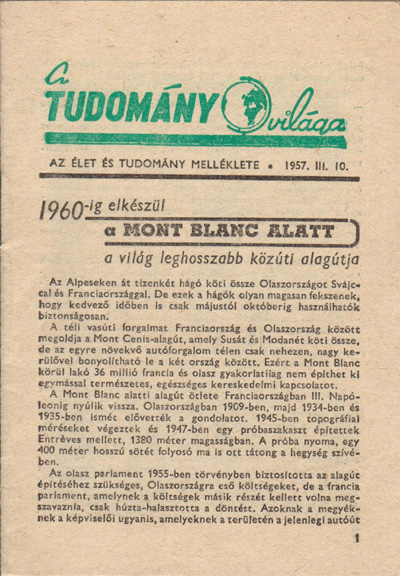 a
TUDOMÁNY
világa
AZ ÉLET ÉS TUDOMÁNY MELLÉKLETE • 1957. III. 10.
1960-ig elkészül
a MONT BLANC ALATT
a világ leghosszabb közúti alagútja
Az Alpeseken át tizenkét hágó köti össze Olaszországot Svájc-
cal és Franciaországgal. De ezek a hágók olyan magasan fekszenek,
hogy kedvező időben is csak májustól októberig használhatók
biztonságosan.
A téli vasúti forgalmat Franciaország és Olaszország között
megoldja a Mont Cenis-alagút, amely Susát és Modanét köti össze,
de az egyre növekvő autóforgalom télen csak nehezen, nagy ke-
rülővel bonyolítható le a két ország között. Ezért a Mont Blanc
körül lakó 36 millió francia és olasz gyakorlatilag nem építhet ki
egymással természetes, egészséges kereskedelmi kapcsolatot.
A Mont Blanc alatti alagút ötlete Franciaországban III. Napó-
leonig nyúlik vissza. Olaszországban 1909-ben, majd 1934-ben és
1935-ben ismét elővették a gondolatot. 1945-ben topográfiai
méréseket végeztek és 1947-ben egy próbaszakaszt építettek
Entrèves mellett, 1380 méter magasságban. A próba nyoma, egy
400 méter hosszú sötét folyosó ma is ott tátong a hegység szívé-
ben.
Az olasz parlament 1955-ben törvényben biztosította az alagút
építéséhez szükséges, Olaszországra eső költségeket, de a francia
parlament, amelynek a költségek másik részét kellett volna meg-
szavaznia, csak húzta-halasztotta a döntést. Azoknak a megyék-
nek a képviselői ugyanis, amelyeknek a területén a jelenlegi autóút
1